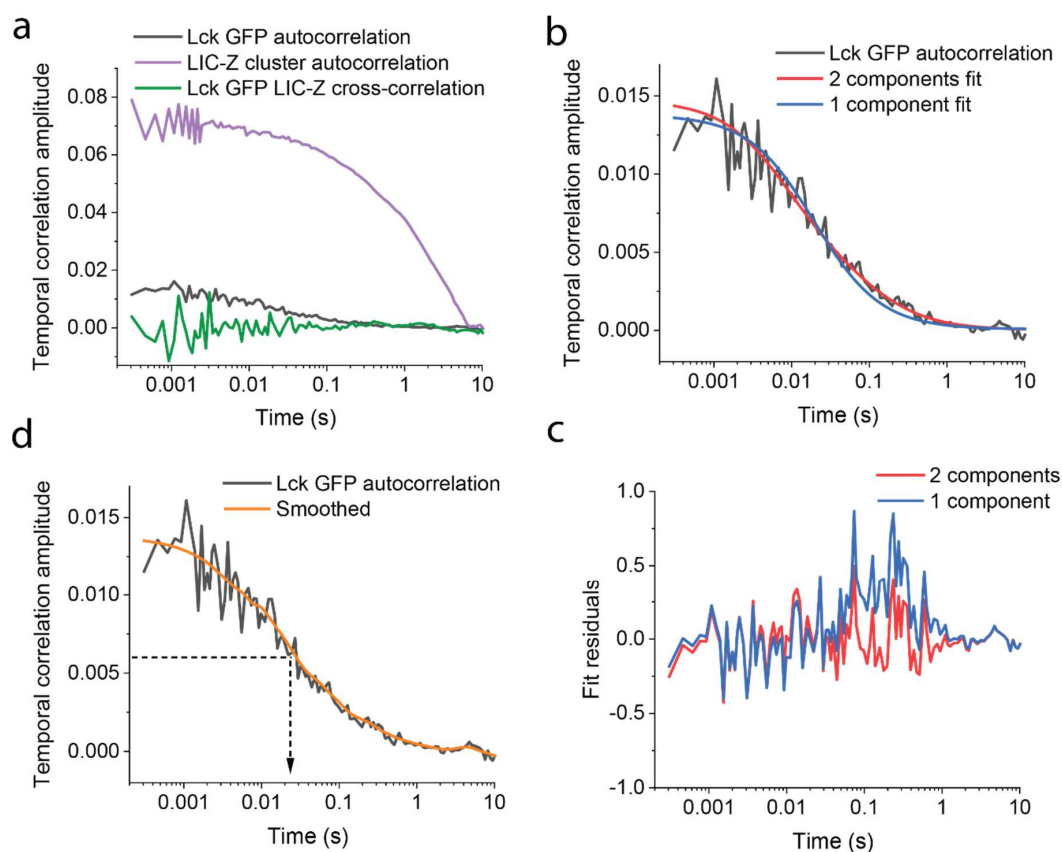 a
Lck GFP autocorrelation
LIC-Z cluster autocorrelation
Lck GFP LIC-Z cross-correlation
Temporal correlation amplitude
0.08
0.06
0.04
0.02
0.00
0.001 0.01 0.1 1 10
Time (s)
b
Lck GFP autocorrelation
2 components fit
1 component fit
Temporal correlation amplitude
0.015
0.010
0.005
0.000
0.001 0.01 0.1 1 10
Time (s)
d
Lck GFP autocorrelation
Smoothed
Temporal correlation amplitude
0.015
0.010
0.005
0.000
0.001 0.01 0.1 1 10
Time (s)
c
2 components
1 component
Fit residuals
1.0
0.5
0.0
-0.5
-1.0
0.001 0.01 0.1 1 10
Time (s)